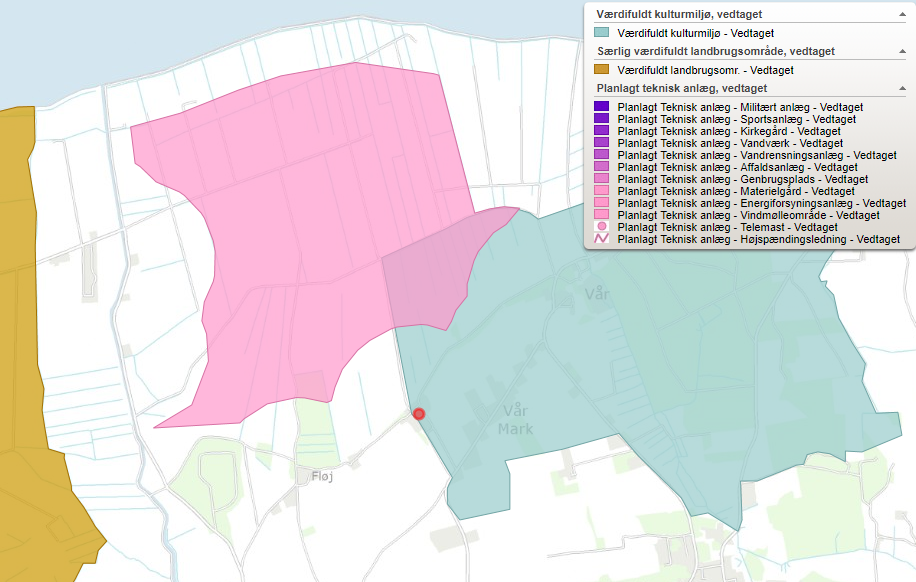 Værdifuldt kulturmiljø, vedtaget
Værdifuldt kulturmiljø - Vedtaget
Særlig værdifuldt landbrugsområde, vedtaget
Værdifuldt landbrugsomr. - Vedtaget
Planlagt teknisk anlæg, vedtaget
Planlagt Teknisk anlæg - Militært anlæg - Vedtaget
Planlagt Teknisk anlæg - Sportsanlæg - Vedtaget
Planlagt Teknisk anlæg - Kirkegård - Vedtaget
Planlagt Teknisk anlæg - Vandværk - Vedtaget
Planlagt Teknisk anlæg - Vandrensningsanlæg - Vedtaget
Planlagt Teknisk anlæg - Affaldsanlæg - Vedtaget
Planlagt Teknisk anlæg - Genbrugsplads - Vedtaget
Planlagt Teknisk anlæg - Materielgård - Vedtaget
Planlagt Teknisk anlæg - Energiforsyningsanlæg - Vedtaget
Planlagt Teknisk anlæg - Vindmølleområde - Vedtaget
Planlagt Teknisk anlæg - Telemast - Vedtaget
Planlagt Teknisk anlæg - Højspændingsledning - Vedtaget
Vår
Vår
Mark
Fløj